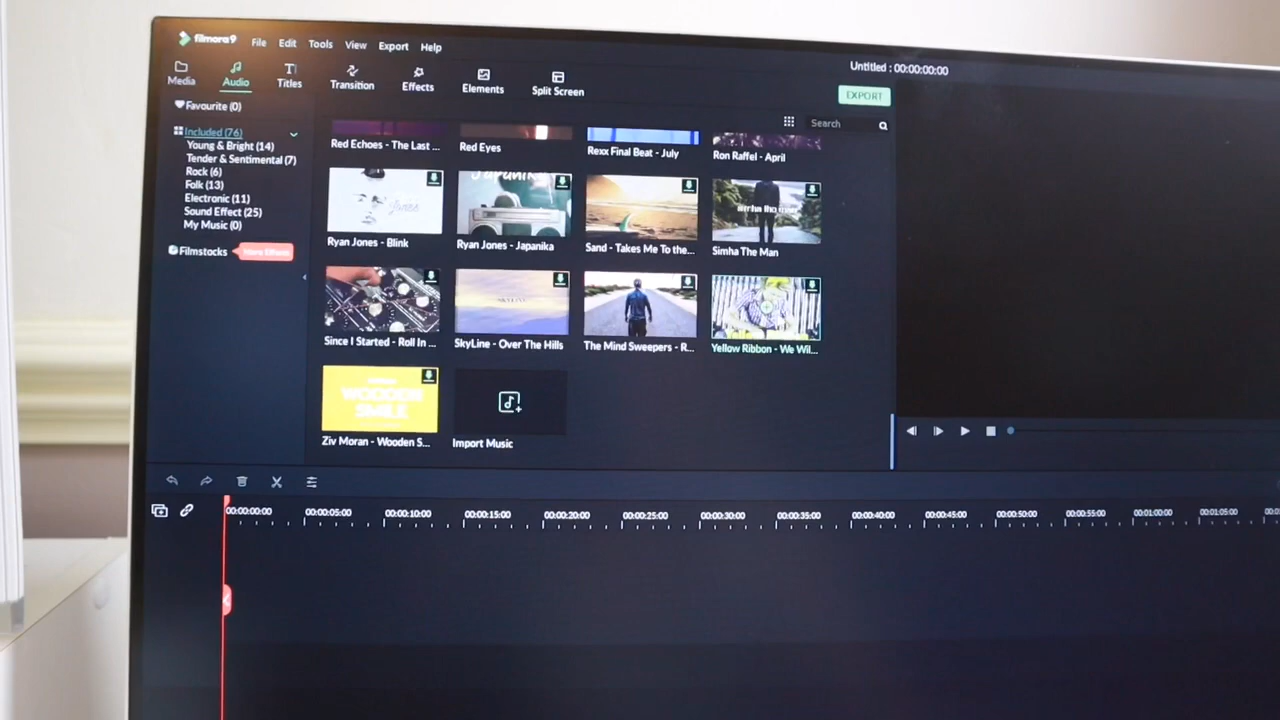 filmora9 File Edit Tools View Export Help
Untitled : 00:00:00:00
Media Audio Titles Transition Effects Elements Split Screen
EXPORT
Favourite (0)
Search
Included (76)
Young & Bright (14)
Tender & Sentimental (7)
Rock (6)
Folk (13)
Electronic (11)
Sound Effect (25)
My Music (0)
Filmstocks More Effects
Red Echoes - The Last ... Red Eyes Rexx Final Beat - July Ron Raffel - April
Ryan Jones - Blink Ryan Jones - Japanika Sand - Takes Me To the... Simha The Man
Since I Started - Roll In ... SkyLine - Over The Hills The Mind Sweepers - R... Yellow Ribbon - We Wil...
WOODEN
SMILE
Ziv Moran - Wooden S... Import Music
00:00:00:00 00:00:05:00 00:00:10:00 00:00:15:00 00:00:20:00 00:00:25:00 00:00:30:00 00:00:35:00 00:00:40:00 00:00:45:00 00:00:50:00 00:00:55:00 00:01:00:00 00:01:05:00